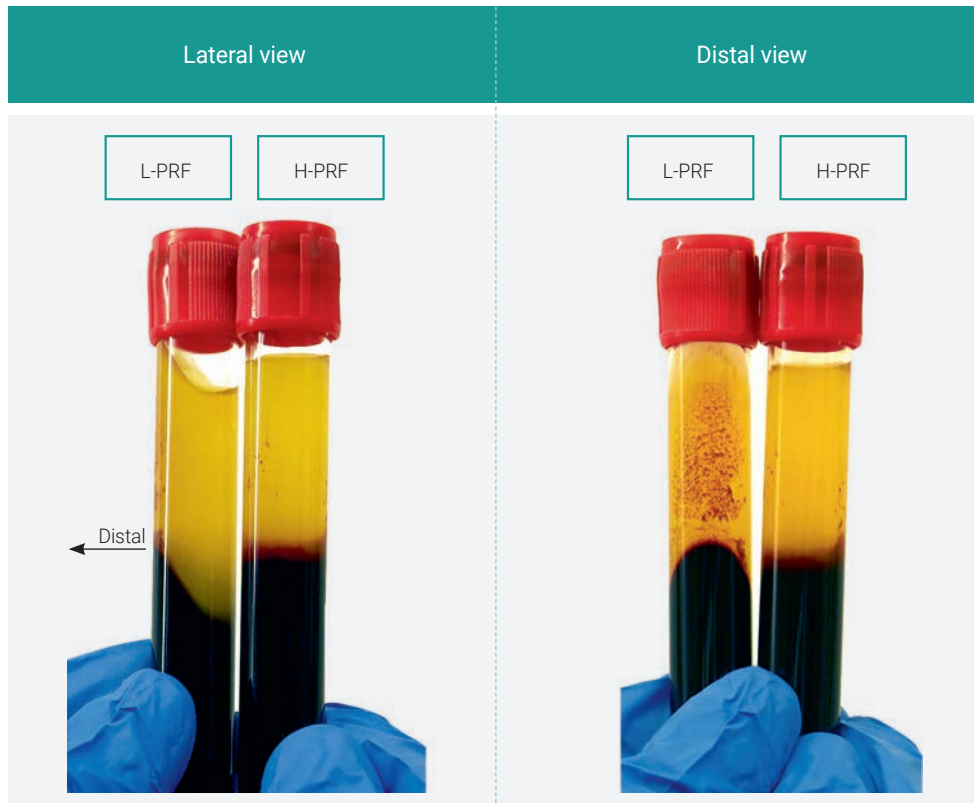 Lateral view
Distal view
L-PRF
H-PRF
L-PRF
H-PRF
Distal